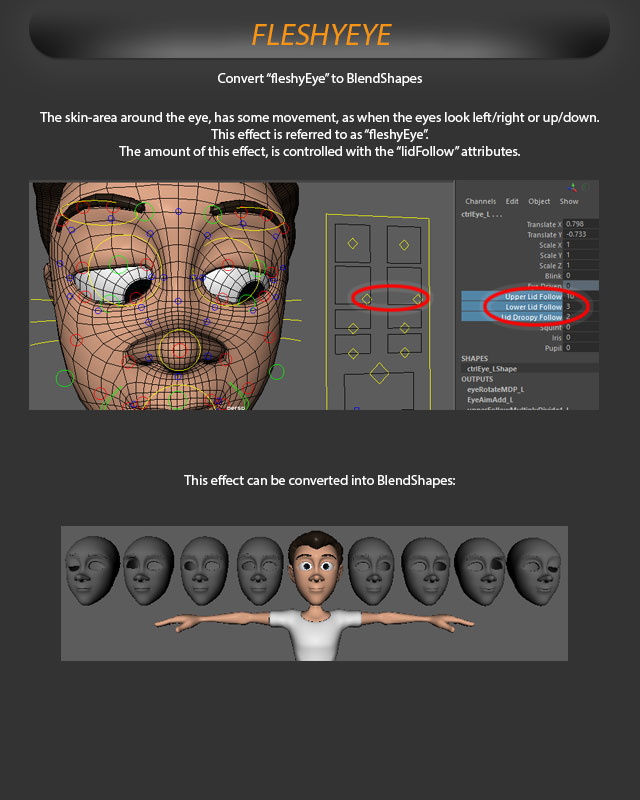 FLESHYEYE
Convert “fleshyEye” to BlendShapes
The skin-area around the eye, has some movement, as when the eyes look left/right or up/down.
This effect is referred to as “fleshyEye”.
The amount of this effect, is controlled with the “lidFollow” attributes.
Channels Edit Object Show
ctrlEye_L . . .
Translate X 0.798
Translate Y -0.733
Scale X 1
Scale Y 1
Scale Z 1
Blink 0
Upper Lid Follow 10
Lower Lid Follow 3
Lid Droopy Follow 2
Squint 0
Iris 0
Pupil 0
SHAPES
ctrlEye_LShape
OUTPUTS
eyeRotateMDP_L
EyeAimAdd_L
persp
This effect can be converted into BlendShapes: